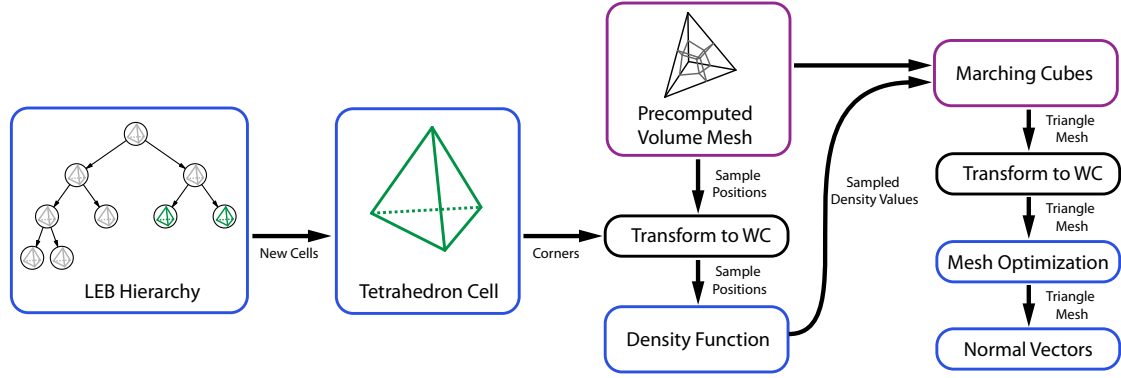 LEB Hierarchy
New Cells
Tetrahedron Cell
Corners
Precomputed
Volume Mesh
Sample
Positions
Transform to WC
Sample
Positions
Density Function
Sampled
Density Values
Marching Cubes
Triangle
Mesh
Transform to WC
Triangle
Mesh
Mesh Optimization
Triangle
Mesh
Normal Vectors